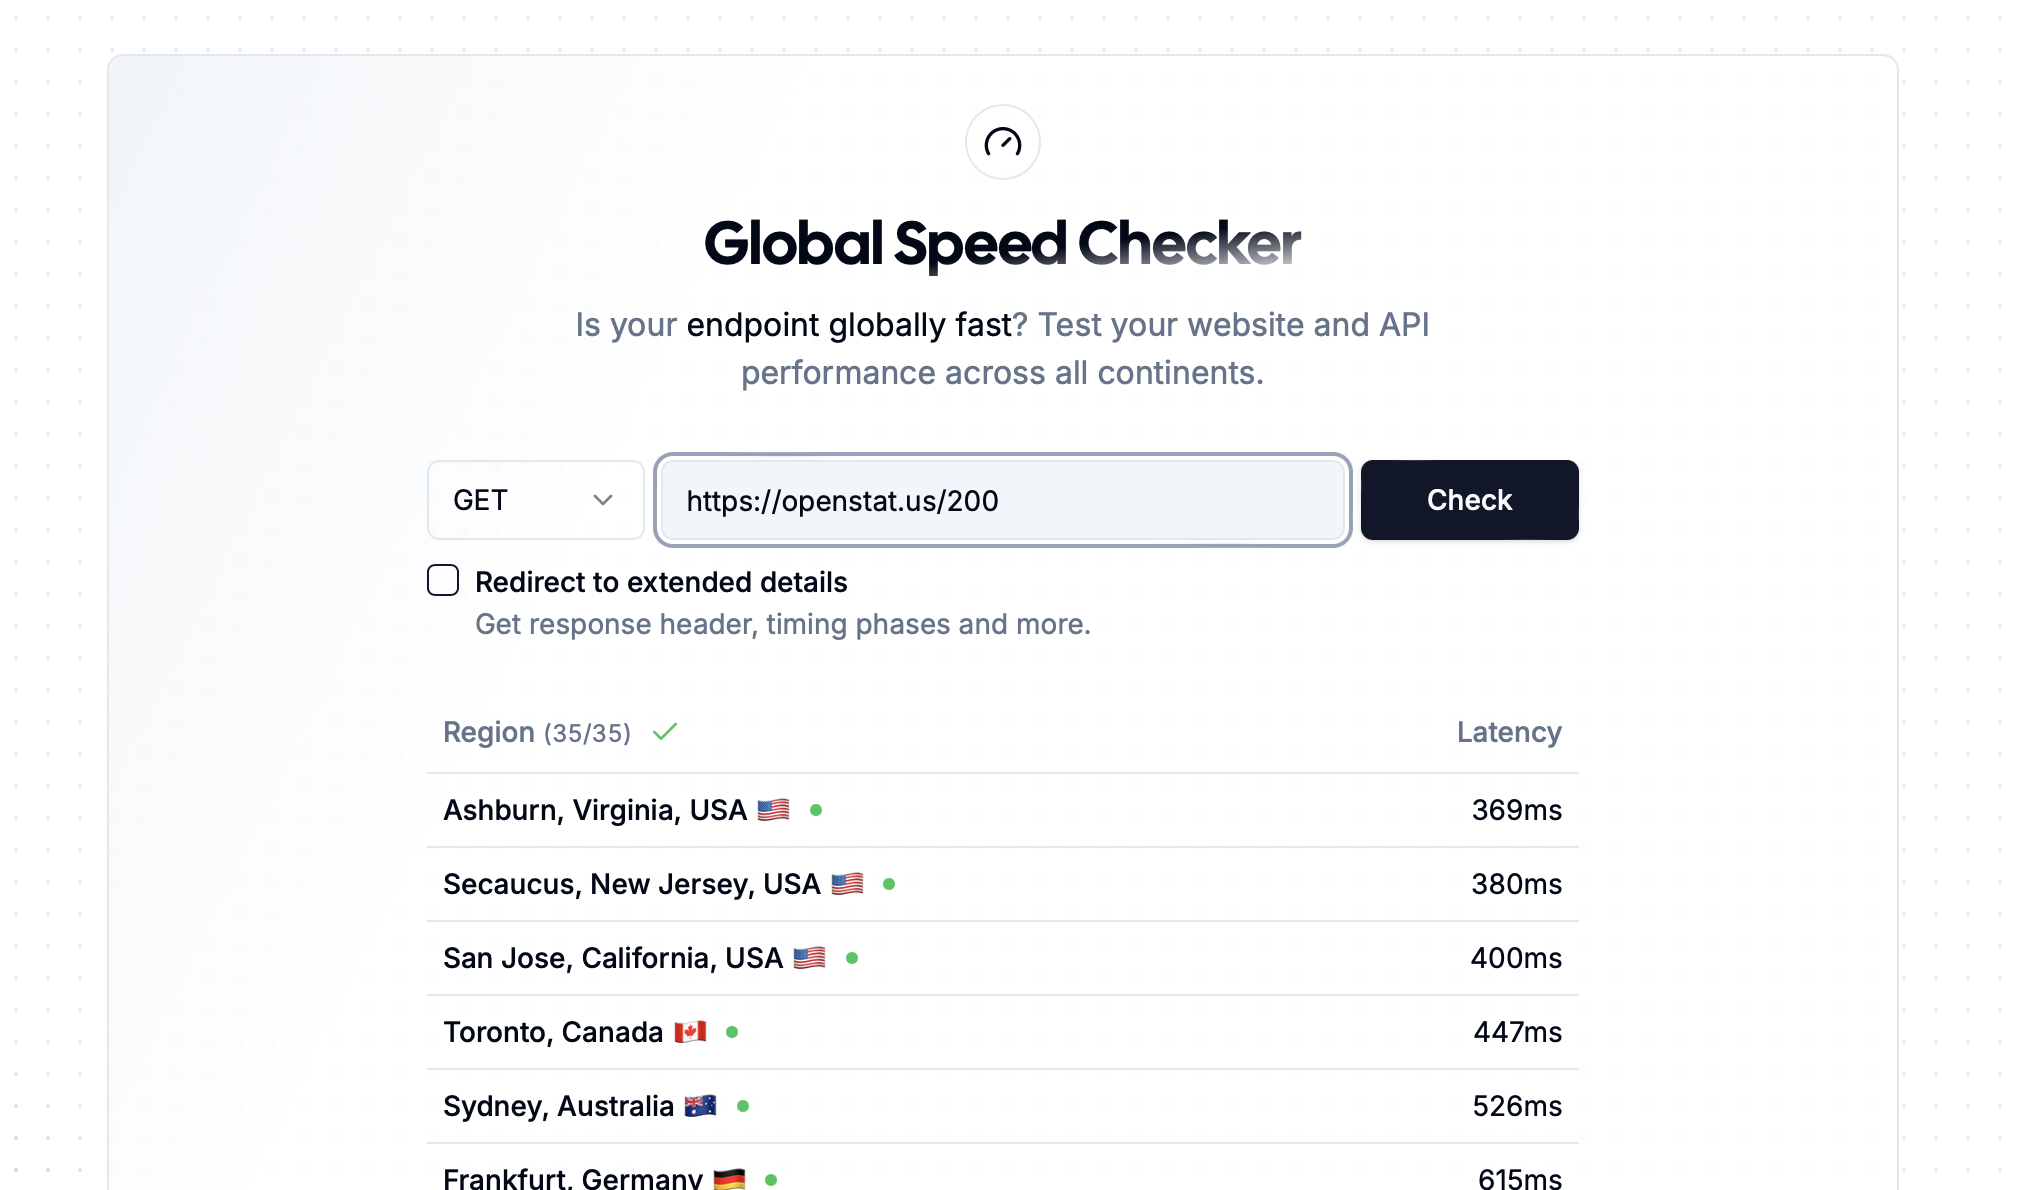 Global Speed Checker
Is your endpoint globally fast? Test your website and API
performance across all continents.
GET
https://openstat.us/200
Check
Redirect to extended details
Get response header, timing phases and more.
Region (35/35) Latency
Ashburn, Virginia, USA 369ms
Secaucus, New Jersey, USA 380ms
San Jose, California, USA 400ms
Toronto, Canada 447ms
Sydney, Australia 526ms
Frankfurt, Germany 615ms